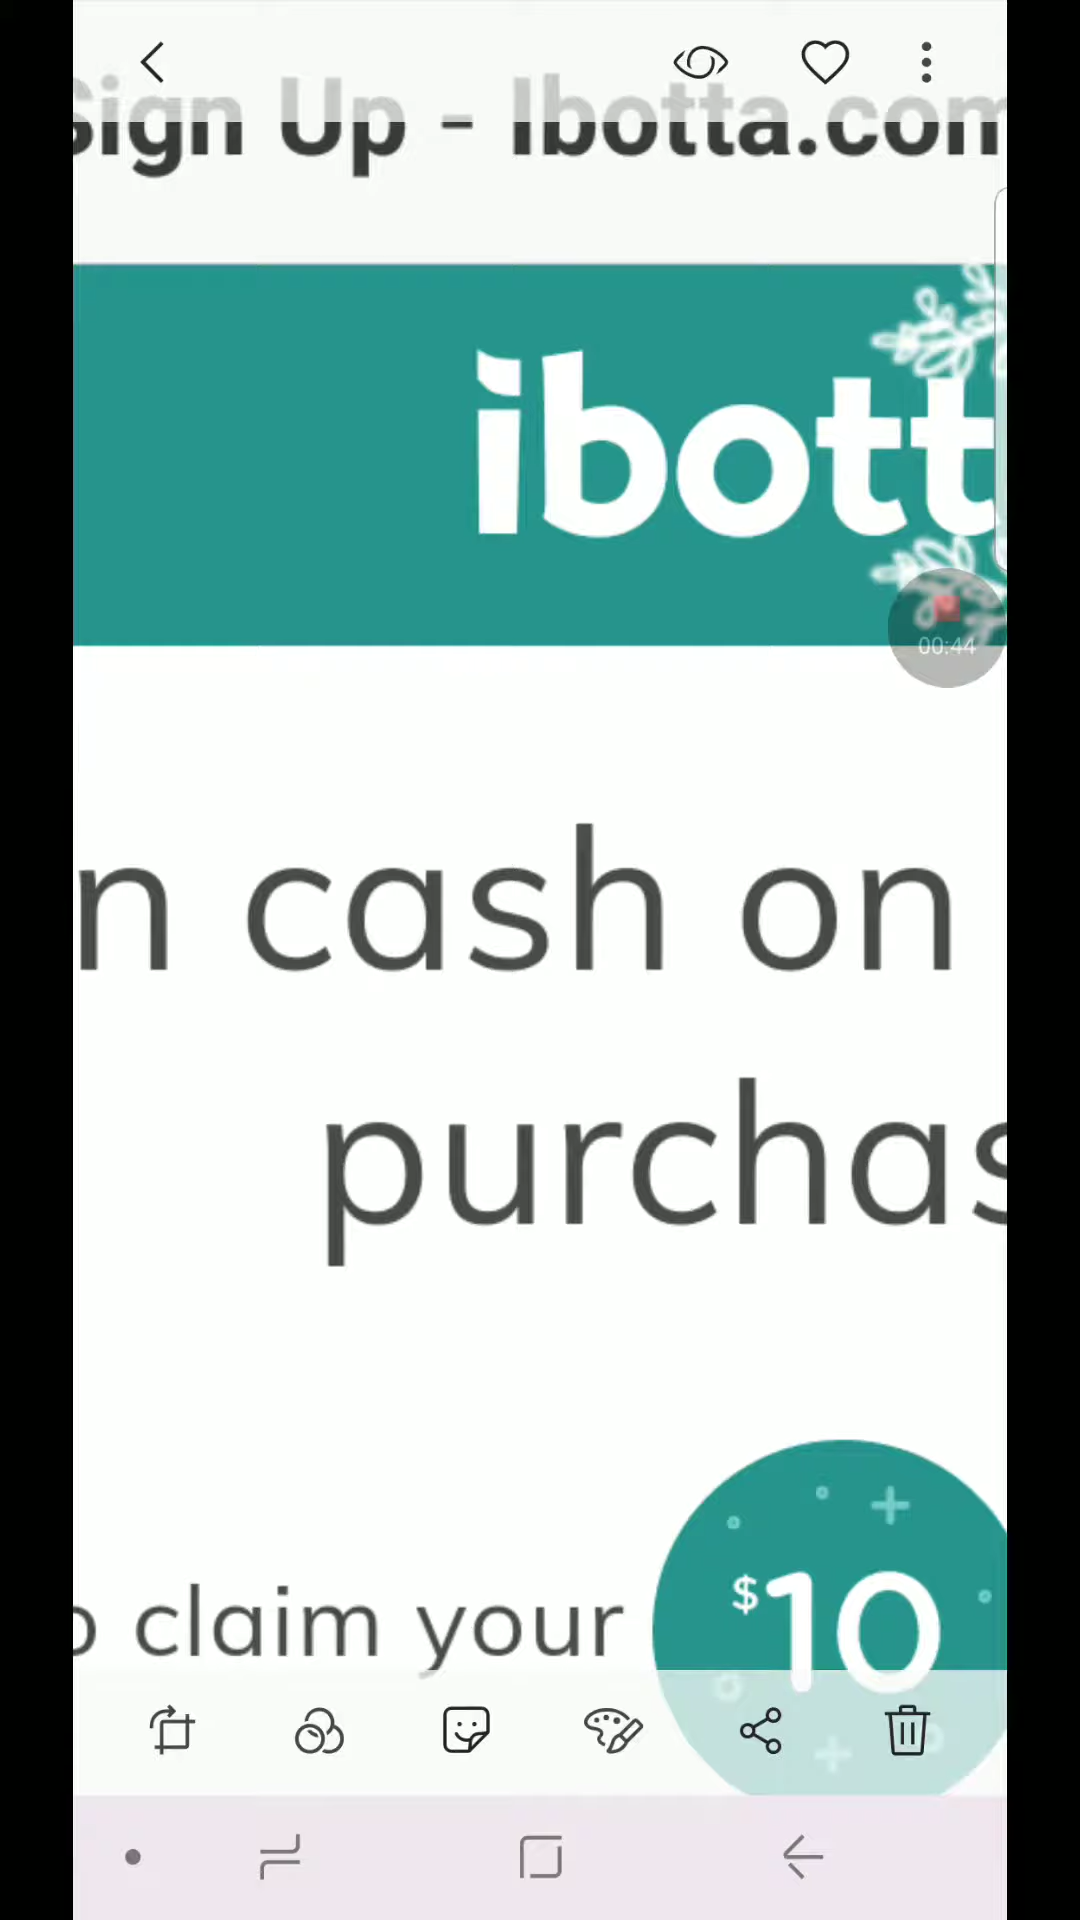 Sign Up - Ibotta.com
ibott
00:44
n cash on
purchas
o claim your
$10